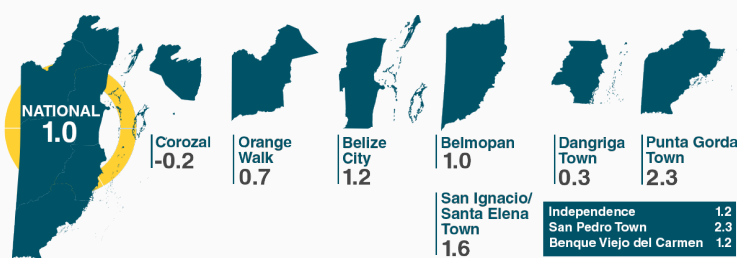 NATIONAL
1.0
Corozal
-0.2
Orange
Walk
0.7
Belize
City
1.2
Belmopan
1.0
San Ignacio/
Santa Elena
Town
1.6
Dangriga
Town
0.3
Punta Gorda
Town
2.3
Independence 1.2
San Pedro Town 2.3
Benque Viejo del Carmen 1.2